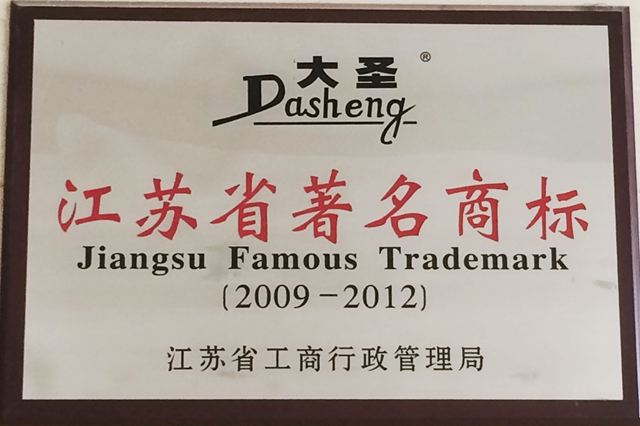 大圣®
Dasheng
江苏省著名商标
Jiangsu Famous Trademark
(2009-2012)
江苏省工商行政管理局